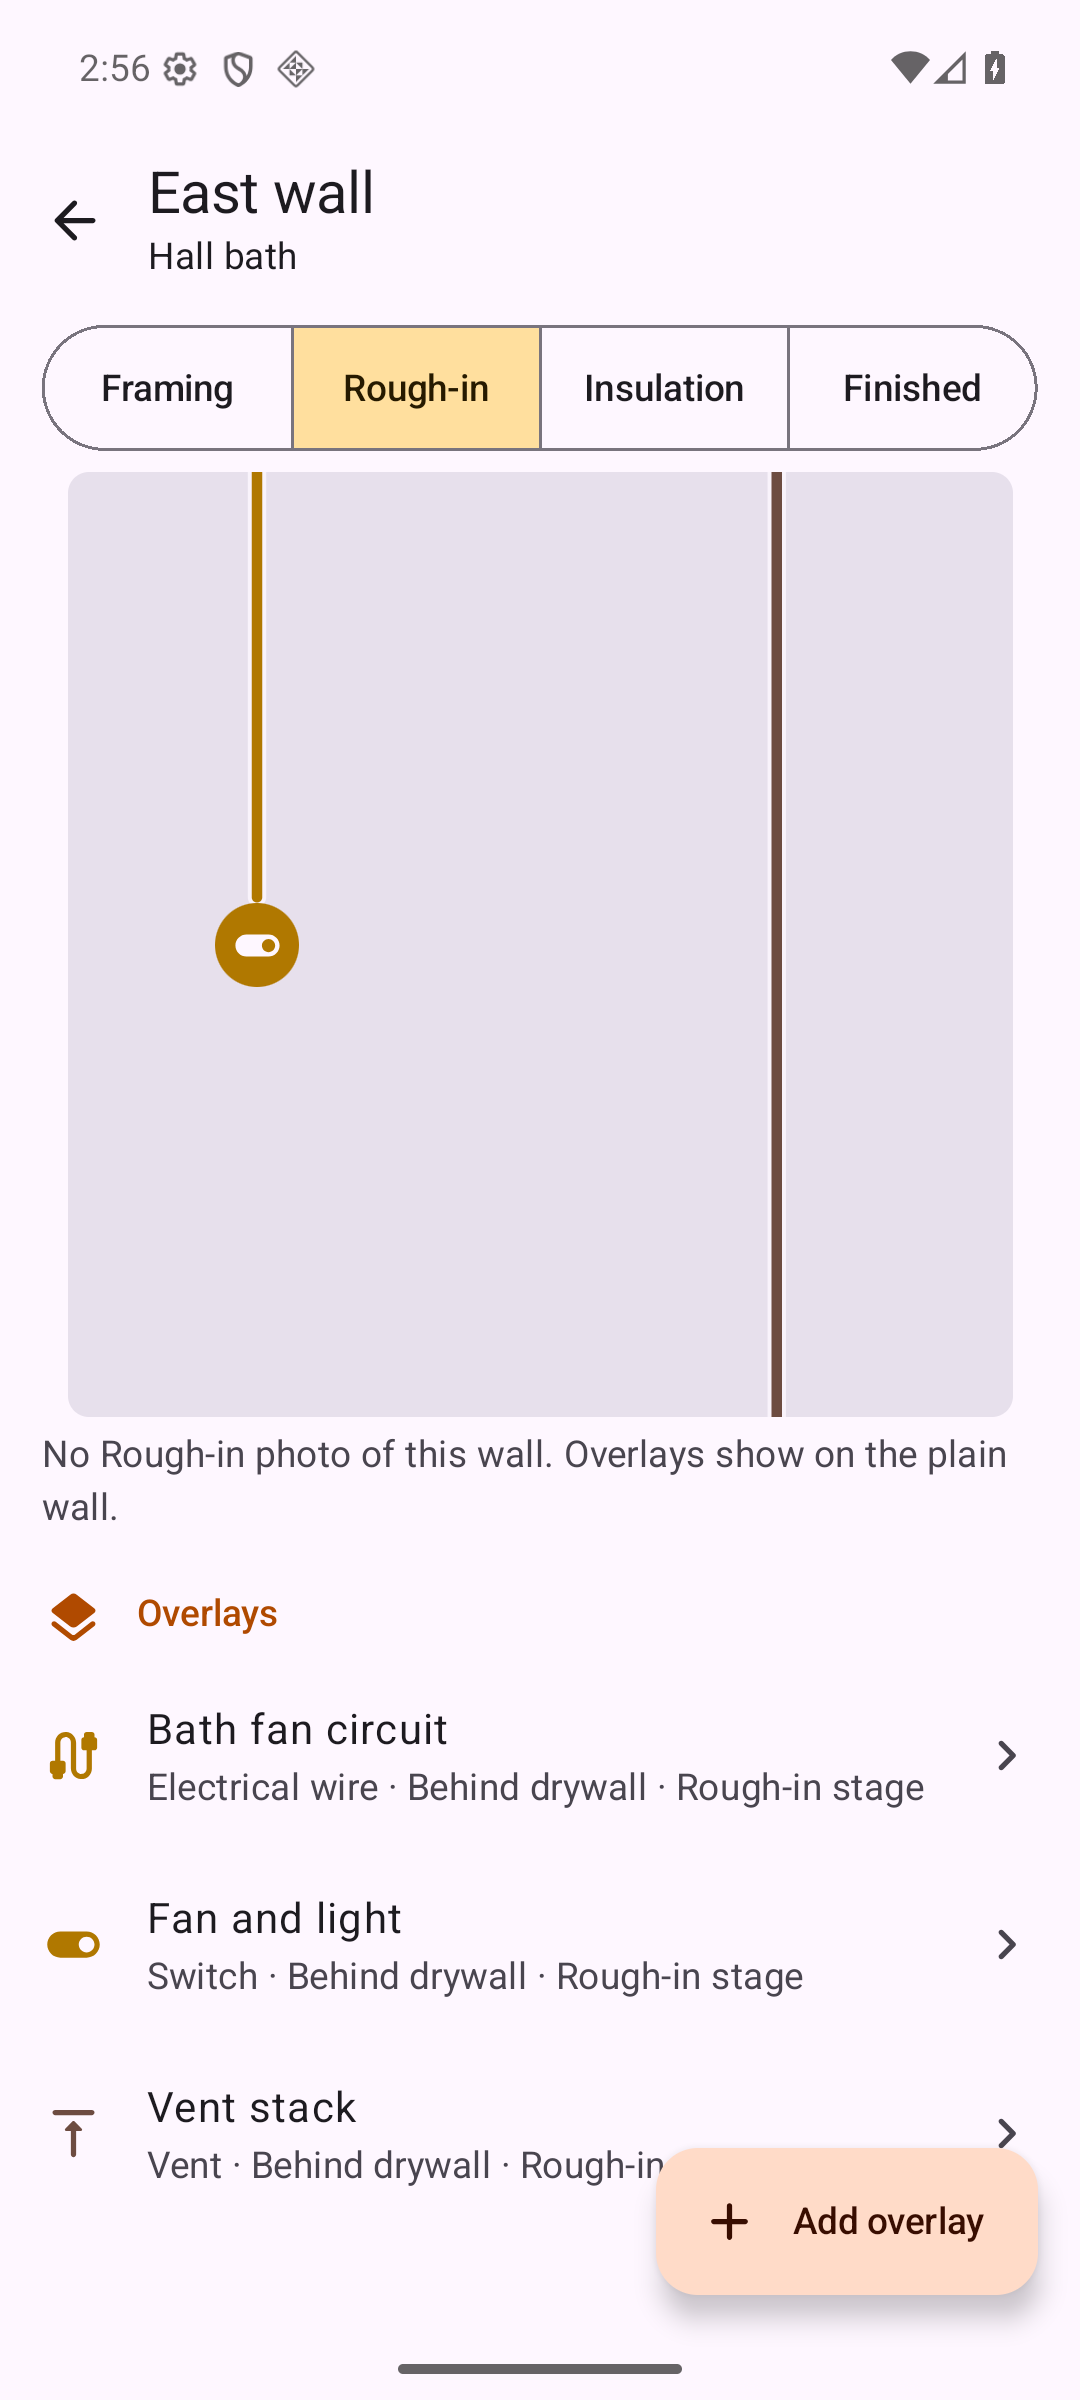 2:56
East wall
Hall bath
Framing
Rough-in
Insulation
Finished
No Rough-in photo of this wall. Overlays show on the plain
wall.
Overlays
Bath fan circuit
Electrical wire · Behind drywall · Rough-in stage
Fan and light
Switch · Behind drywall · Rough-in stage
Vent stack
Vent · Behind drywall · Rough-in
Add overlay